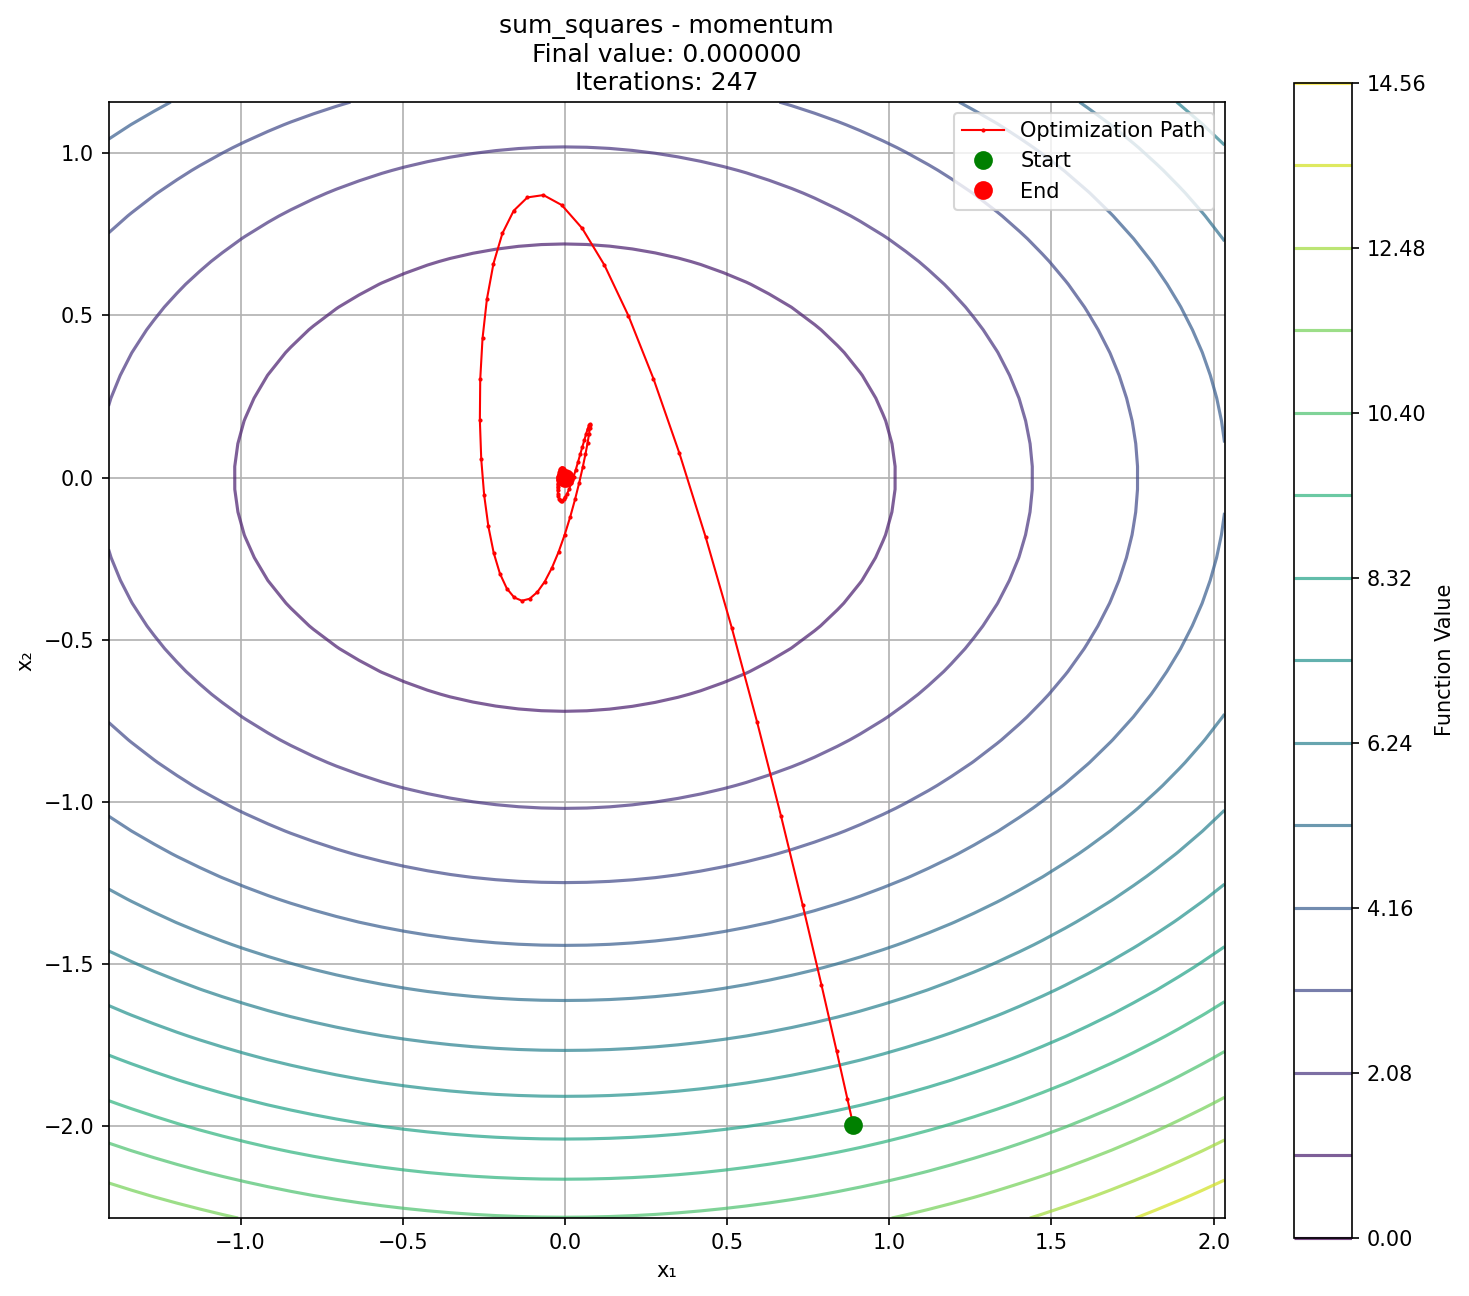 sum_squares - momentum
Final value: 0.000000
Iterations: 247
Optimization Path
Start
End
1.0
0.5
0.0
−0.5
−1.0
−1.5
−2.0
x₂
−1.0
−0.5
0.0
0.5
1.0
1.5
2.0
x₁
14.56
12.48
10.40
8.32
6.24
4.16
2.08
0.00
Function Value